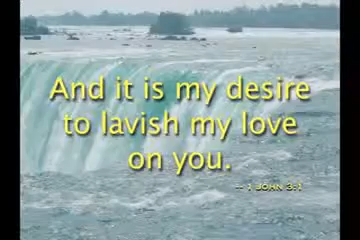 And it is my desire
to lavish my love
on you.
-- 1 JOHN 3:1